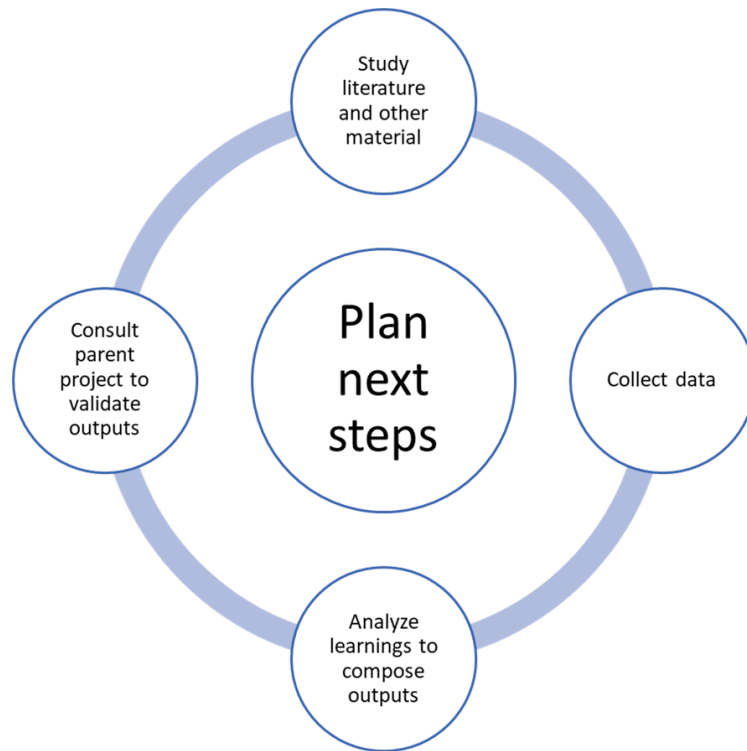 Study
literature
and other
material
Plan
next
steps
Collect data
Consult
parent
project to
validate
outputs
Analyze
learnings to
compose
outputs